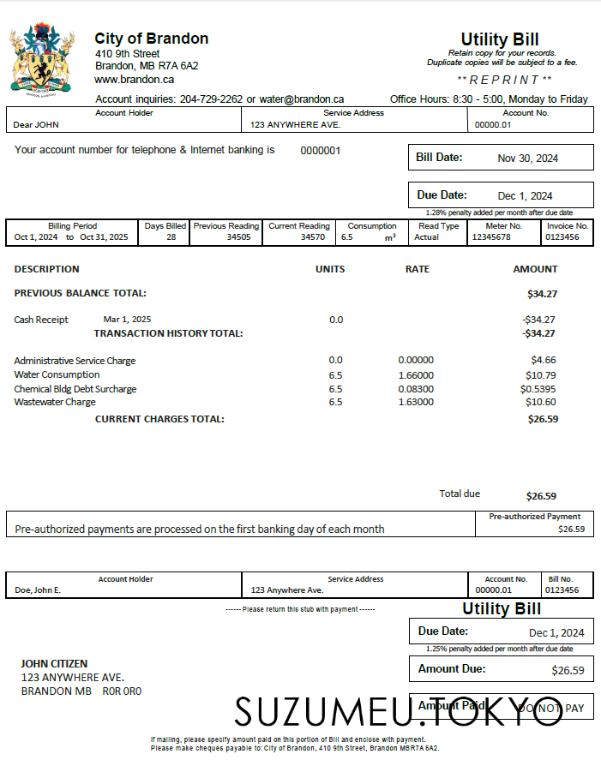 City of Brandon
410 9th Street
Brandon, MB R7A 6A2
www.brandon.ca
Utility Bill
Retain copy for your records.
Duplicate copies will be subject to a fee.
**REPRINT**
Account inquiries: 204-729-2262 or water@brandon.ca Office Hours: 8:30 - 5:00, Monday to Friday
Account Holder Service Address Account No.
Dear JOHN 123 ANYWHERE AVE. 00000.01
Your account number for telephone & Internet banking is 0000001
Bill Date: Nov 30, 2024
Due Date: Dec 1, 2024
1.28% penalty added per month after due date
Billing Period Days Billed Previous Reading Current Reading Consumption Read Type Meter No. Invoice No.
Oct 1, 2024 to Oct 31, 2025 28 34505 34570 6.5 m³ Actual 12345678 0123456
DESCRIPTION UNITS RATE AMOUNT
PREVIOUS BALANCE TOTAL: $34.27
Cash Receipt Mar 1, 2025 0.0 -$34.27
TRANSACTION HISTORY TOTAL: -$34.27
Administrative Service Charge 0.0 0.00000 $4.66
Water Consumption 6.5 1.66000 $10.79
Chemical Bldg Debt Surcharge 6.5 0.08300 $0.5395
Wastewater Charge 6.5 1.63000 $10.60
CURRENT CHARGES TOTAL: $26.59
Total due $26.59
Pre-authorized Payment
Pre-authorized payments are processed on the first banking day of each month $26.59
Account Holder Service Address Account No. Bill No.
Doe, John E. 123 Anywhere Ave. 00000.01 0123456
------ Please return this stub with payment ------
Utility Bill
Due Date: Dec 1, 2024
1.25% penalty added per month after due date
JOHN CITIZEN
123 ANYWHERE AVE.
BRANDON MB R0R 0R0
Amount Due: $26.59
Amount Paid: DO NOT PAY
SUZUMEU.TOKYO
If mailing, please specify amount paid on this portion of Bill and enclose with payment.
Please make cheques payable to: City of Brandon, 410 9th Street, Brandon MBR7A 6A2.